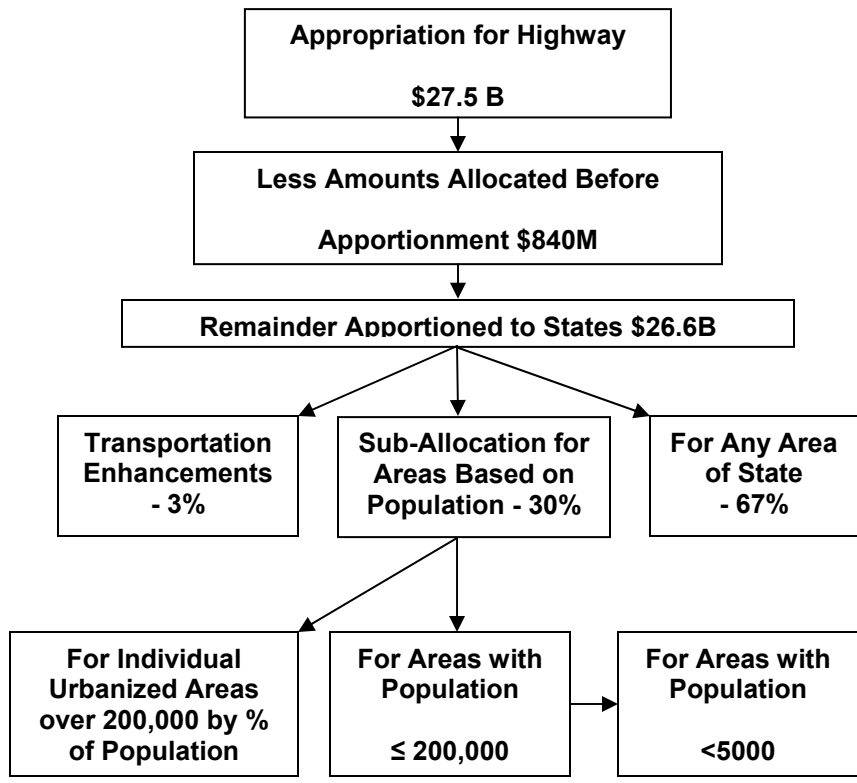 Appropriation for Highway
$27.5 B
Less Amounts Allocated Before
Apportionment $840M
Remainder Apportioned to States $26.6B
Transportation
Enhancements
- 3%
Sub-Allocation for
Areas Based on
Population - 30%
For Any Area
of State
- 67%
For Individual
Urbanized Areas
over 200,000 by %
of Population
For Areas with
Population
≤ 200,000
For Areas with
Population
<5000